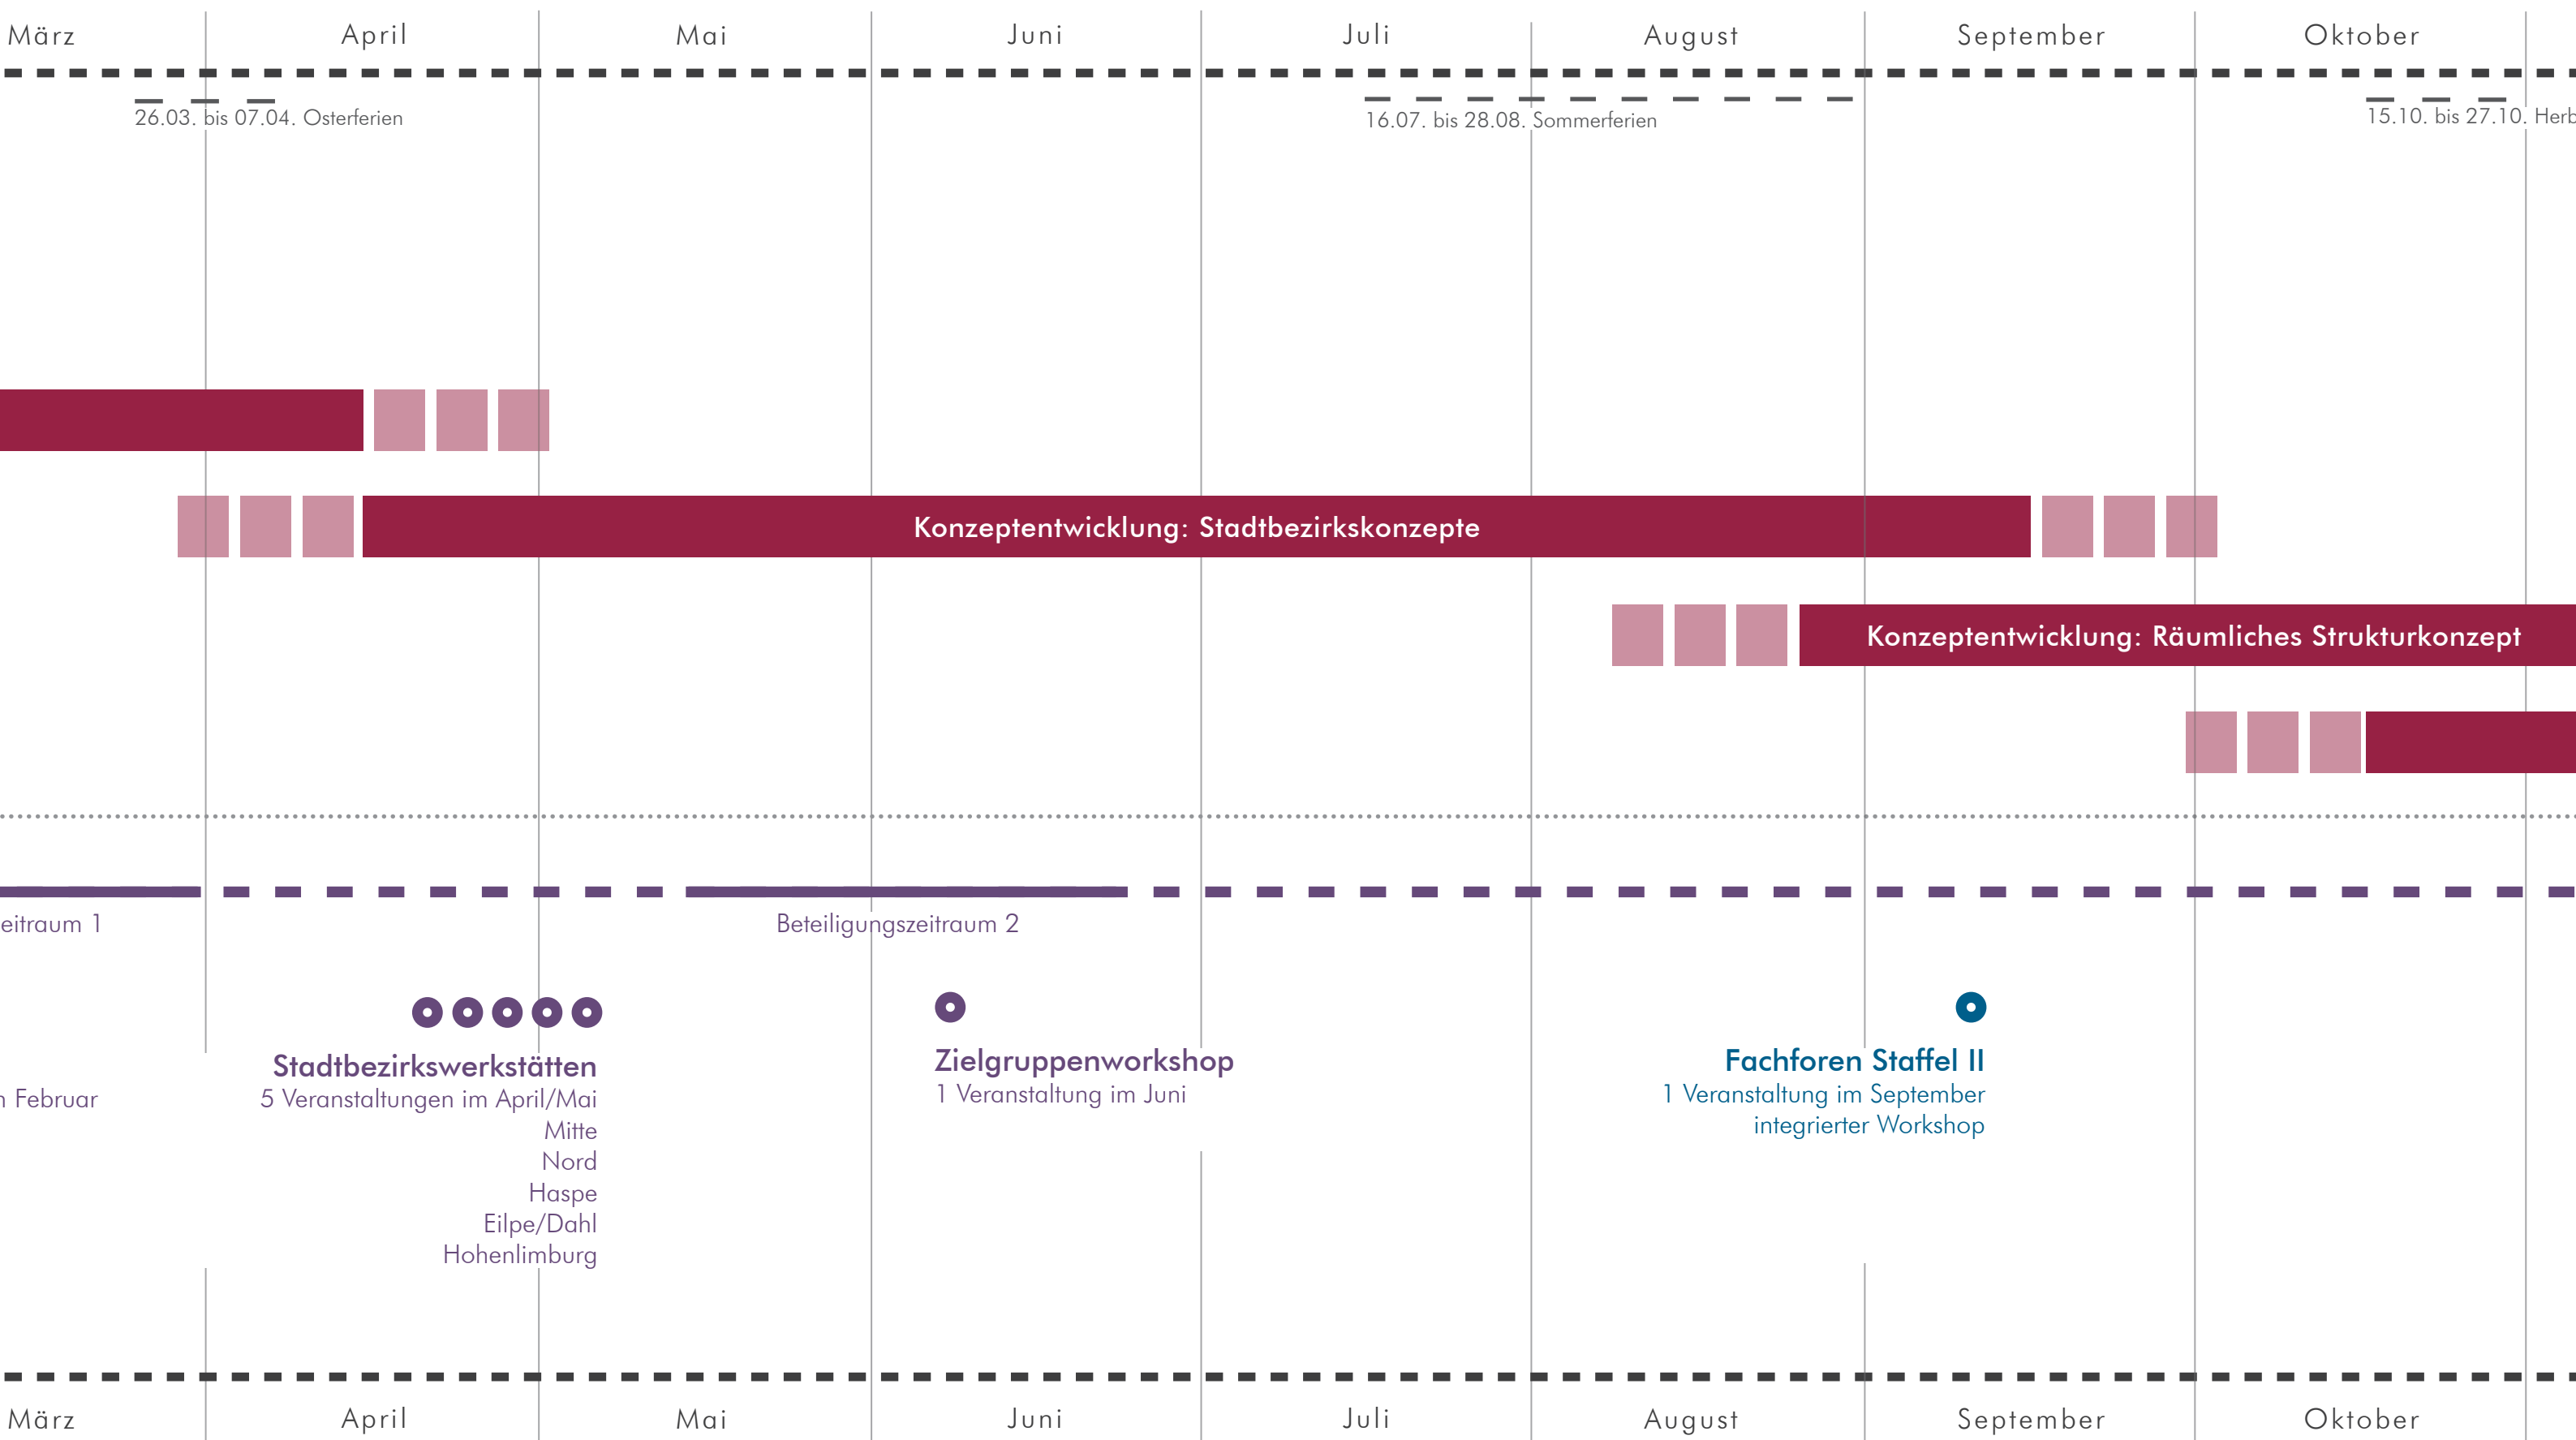 März April Mai Juni Juli August September Oktober
26.03. bis 07.04. Osterferien
16.07. bis 28.08. Sommerferien
15.10. bis 27.10. Herb
Konzeptentwicklung: Stadtbezirkskonzepte
Konzeptentwicklung: Räumliches Strukturkonzept
eitraum 1
Beteiligungszeitraum 2
Februar
Stadtbezirkswerkstätten
5 Veranstaltungen im April/Mai
Mitte
Nord
Haspe
Eilpe/Dahl
Hohenlimburg
Zielgruppenworkshop
1 Veranstaltung im Juni
Fachforen Staffel II
1 Veranstaltung im September
integrierter Workshop
März April Mai Juni Juli August September Oktober